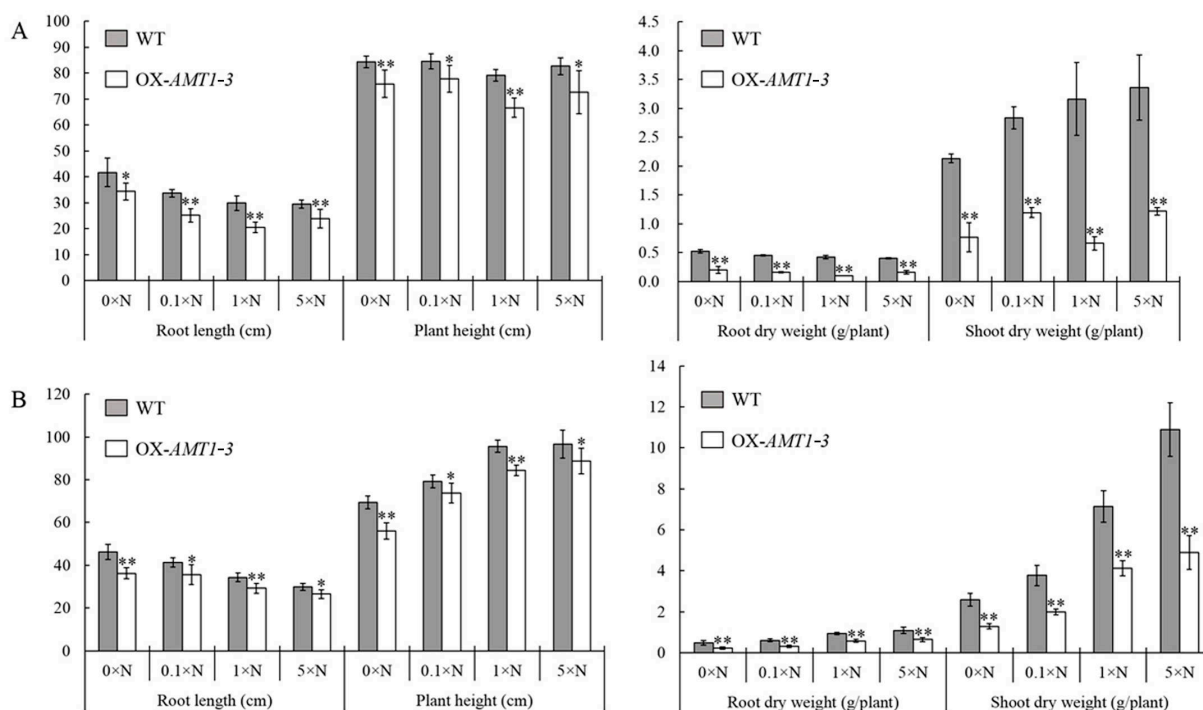 A
100
90
80
70
60
50
40
30
20
10
0
WT
OX-AMT1-3
* ** ** ** ** * ** *
0×N 0.1×N 1×N 5×N 0×N 0.1×N 1×N 5×N
Root length (cm) Plant height (cm)
4.5
4.0
3.5
3.0
2.5
2.0
1.5
1.0
0.5
0.0
WT
OX-AMT1-3
** ** ** ** ** ** ** **
0×N 0.1×N 1×N 5×N 0×N 0.1×N 1×N 5×N
Root dry weight (g/plant) Shoot dry weight (g/plant)
B
120
100
80
60
40
20
0
WT
OX-AMT1-3
** * ** * ** * ** *
0×N 0.1×N 1×N 5×N 0×N 0.1×N 1×N 5×N
Root length (cm) Plant height (cm)
14
12
10
8
6
4
2
0
WT
OX-AMT1-3
** ** ** ** ** ** ** **
0×N 0.1×N 1×N 5×N 0×N 0.1×N 1×N 5×N
Root dry weight (g/plant) Shoot dry weight (g/plant)